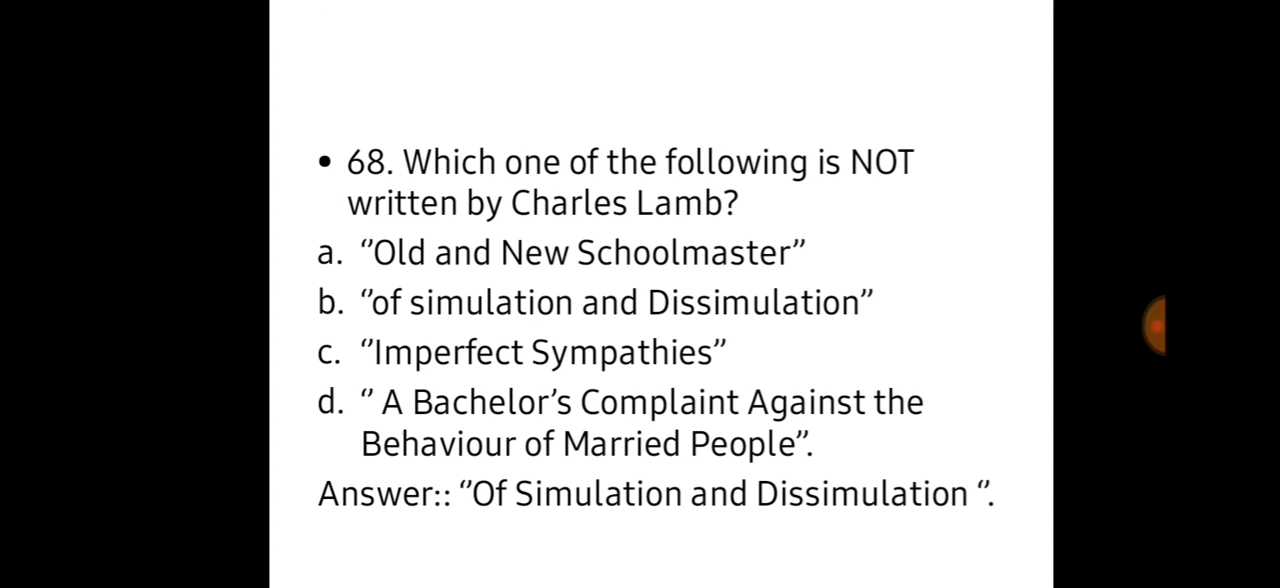 • 68. Which one of the following is NOT
written by Charles Lamb?
a. “Old and New Schoolmaster”
b. “of simulation and Dissimulation”
c. “Imperfect Sympathies”
d. “ A Bachelor’s Complaint Against the
Behaviour of Married People”.
Answer:: “Of Simulation and Dissimulation “.